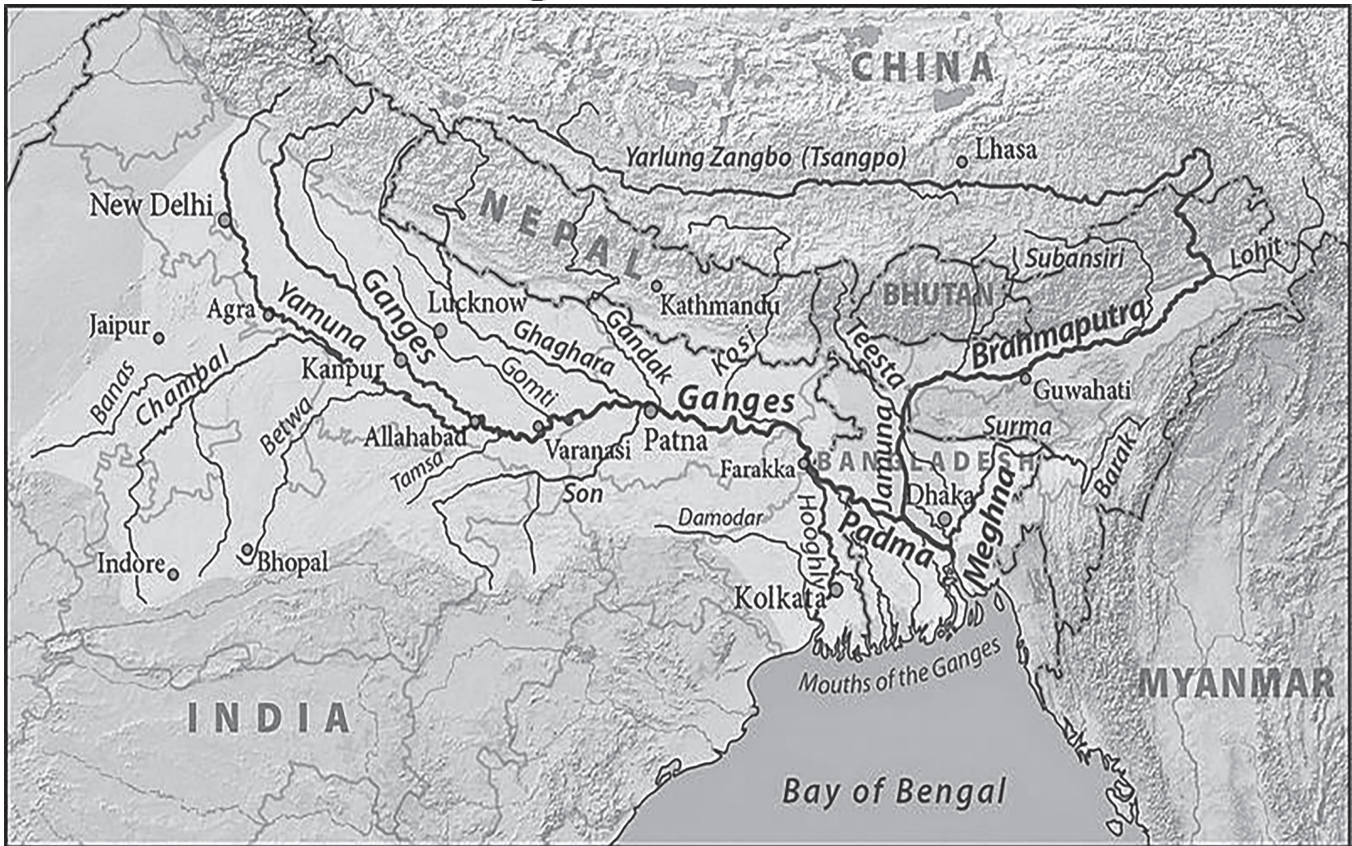 CHINA
Yarlung Zangbo (Tsangpo)
Lhasa
New Delhi
NEPAL
Subansiri
Lohit
Ganges
Lucknow
Kathmandu
BHUTAN
Agra
Yamuna
Jaipur
Ghaghara
Gandak
Kosi
Teesta
Brahmaputra
Kanpur
Banas
Chambal
Gomti
Guwahati
Betwa
Ganges
Allahabad
Varanasi
Patna
Jamuna
Surma
Tamsa
Farakka
BANGLADESH
Barak
Son
Dhaka
Meghna
Damodar
Hooghly
Padma
Indore
Bhopal
Kolkata
Mouths of the Ganges
MYANMAR
INDIA
Bay of Bengal